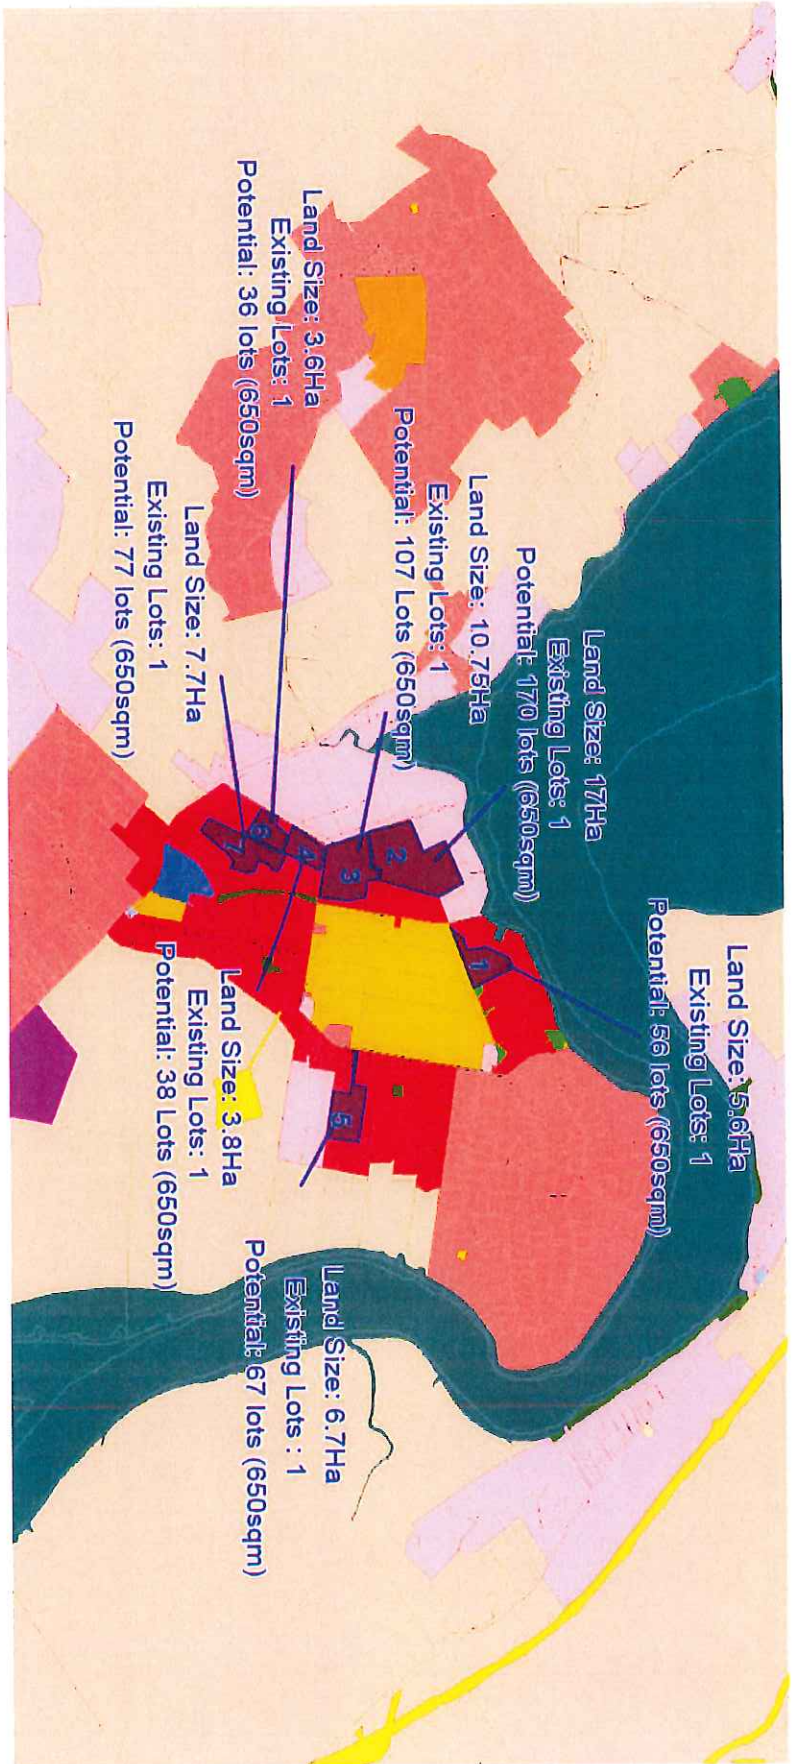 Land Size: 5.6Ha
Existing Lots: 1
Potential: 56 lots (650sqm)
Land Size: 17Ha
Existing Lots: 1
Potential: 170 lots (650sqm)
Land Size: 10.75Ha
Existing Lots: 1
Potential: 107 Lots (650sqm)
Land Size: 3.6Ha
Existing Lots: 1
Potential: 36 lots (650sqm)
Land Size: 7.7Ha
Existing Lots: 1
Potential: 77 lots (650sqm)
Land Size: 3.8Ha
Existing Lots: 1
Potential: 38 Lots (650sqm)
Land Size: 6.7Ha
Existing Lots : 1
Potential: 67 lots (650sqm)
1
2
3
4
6
7
5